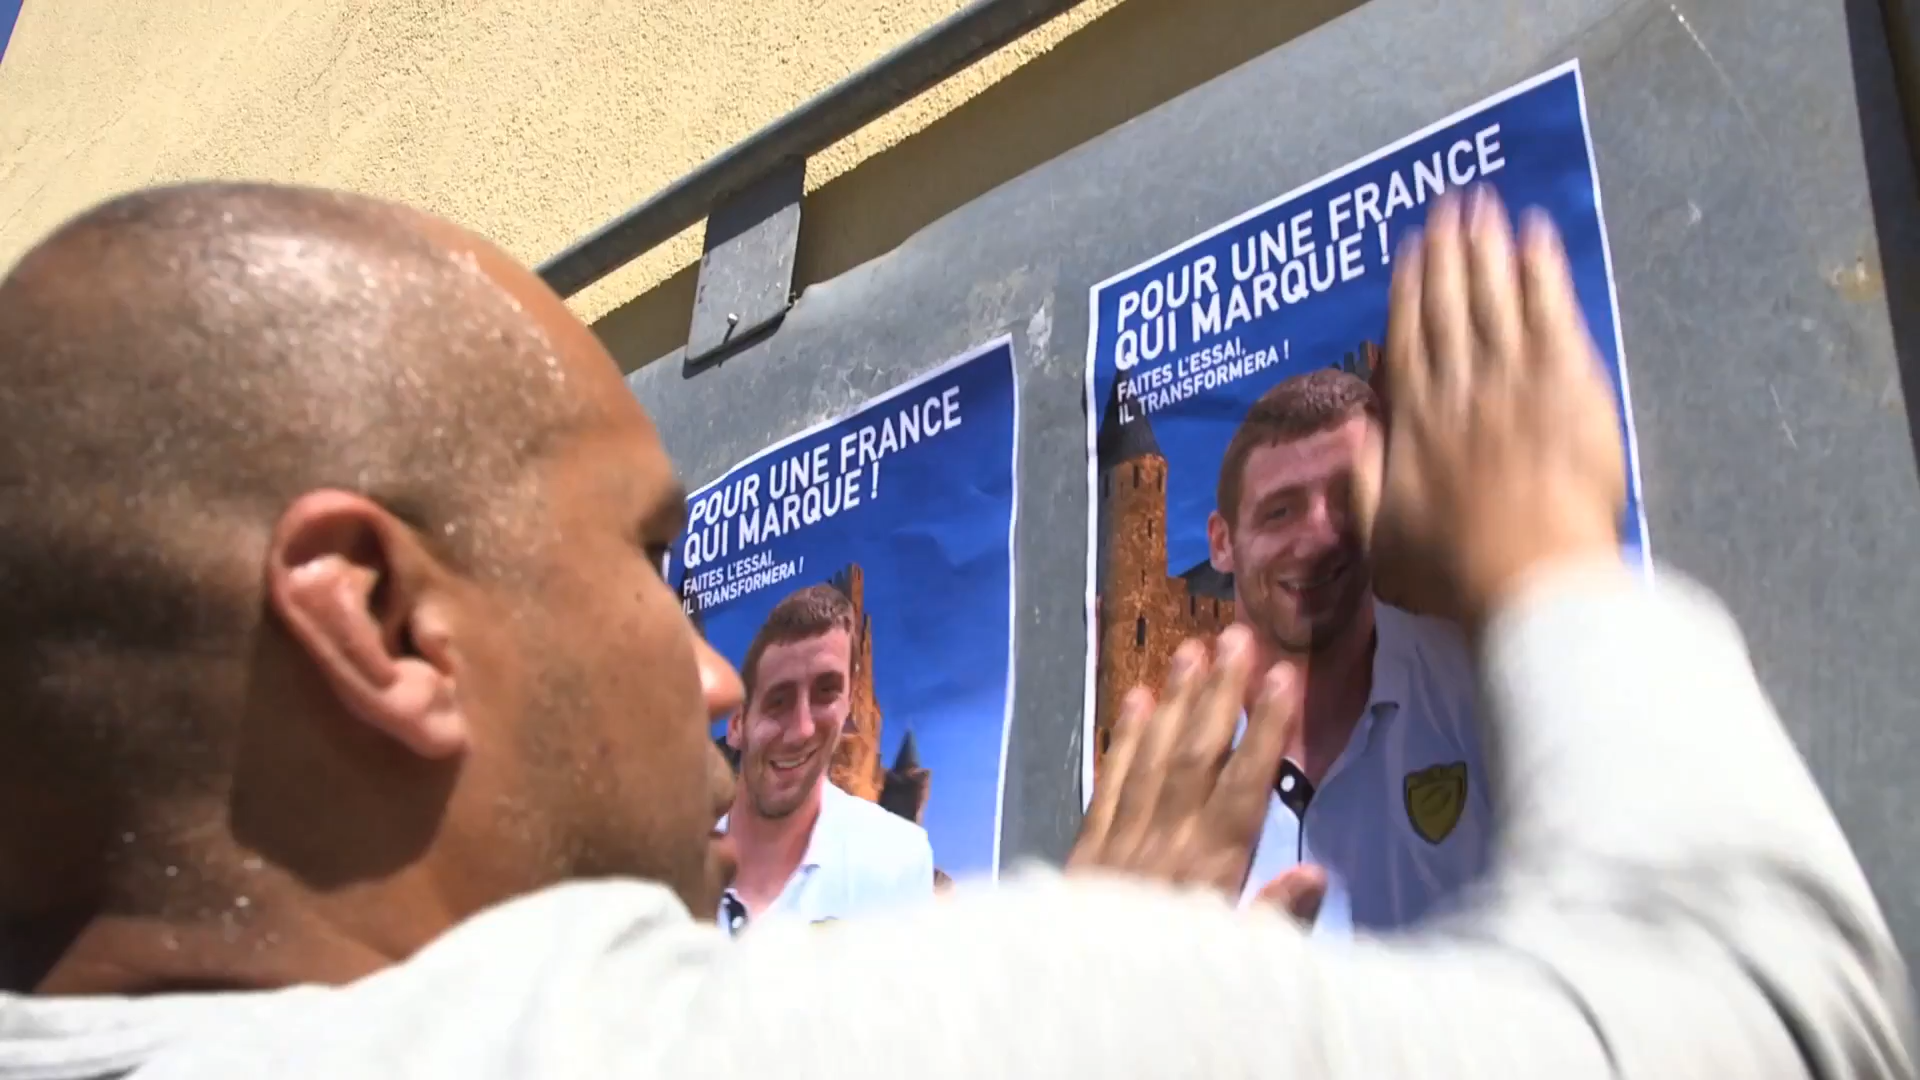 POUR UNE FRANCE
QUI MARQUE !
FAITES L'ESSAI,
IL TRANSFORMERA !
POUR UNE FRANCE
QUI MARQUE !
FAITES L'ESSAI,
IL TRANSFORMERA !